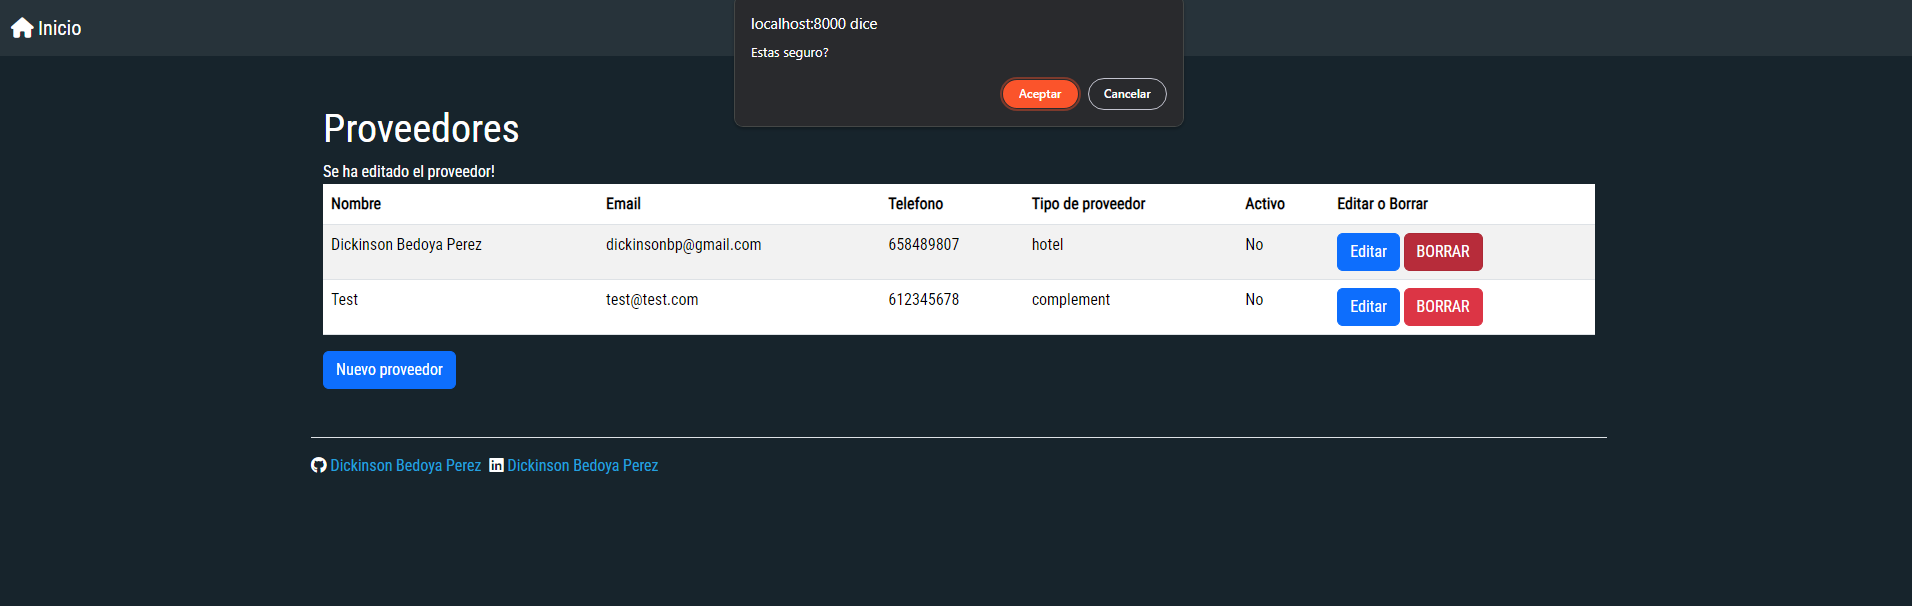 Inicio
localhost:8000 dice
Estas seguro?
Aceptar Cancelar
Proveedores
Se ha editado el proveedor!
Nombre Email Telefono Tipo de proveedor Activo Editar o Borrar
Dickinson Bedoya Perez dickinsonbp@gmail.com 658489807 hotel No Editar BORRAR
Test test@test.com 612345678 complement No Editar BORRAR
Nuevo proveedor
Dickinson Bedoya Perez in Dickinson Bedoya Perez